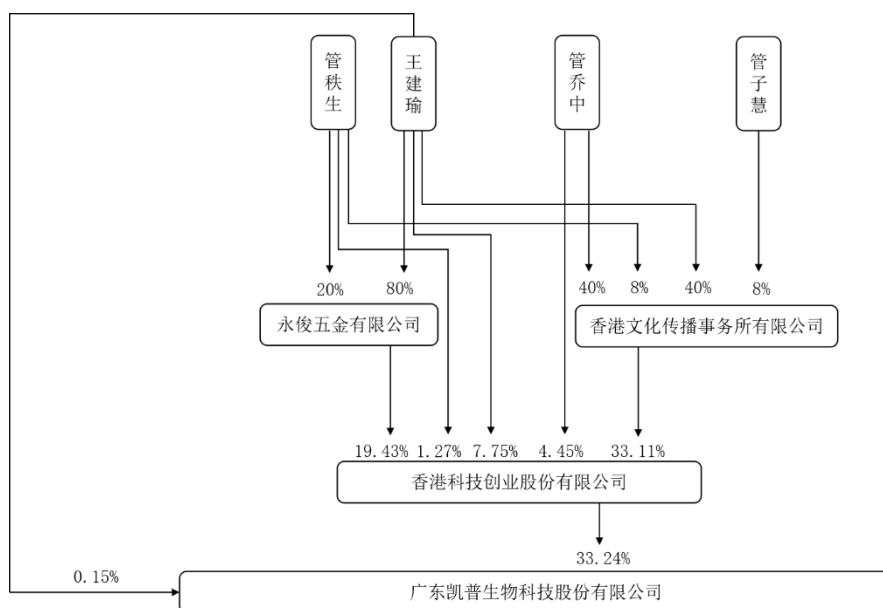 管秩生
王建瑜
管乔中
管子慧
20%
80%
40%
8%
40%
8%
永俊五金有限公司
香港文化传播事务所有限公司
19.43%
1.27%
7.75%
4.45%
33.11%
香港科技创业股份有限公司
33.24%
0.15%
广东凯普生物科技股份有限公司